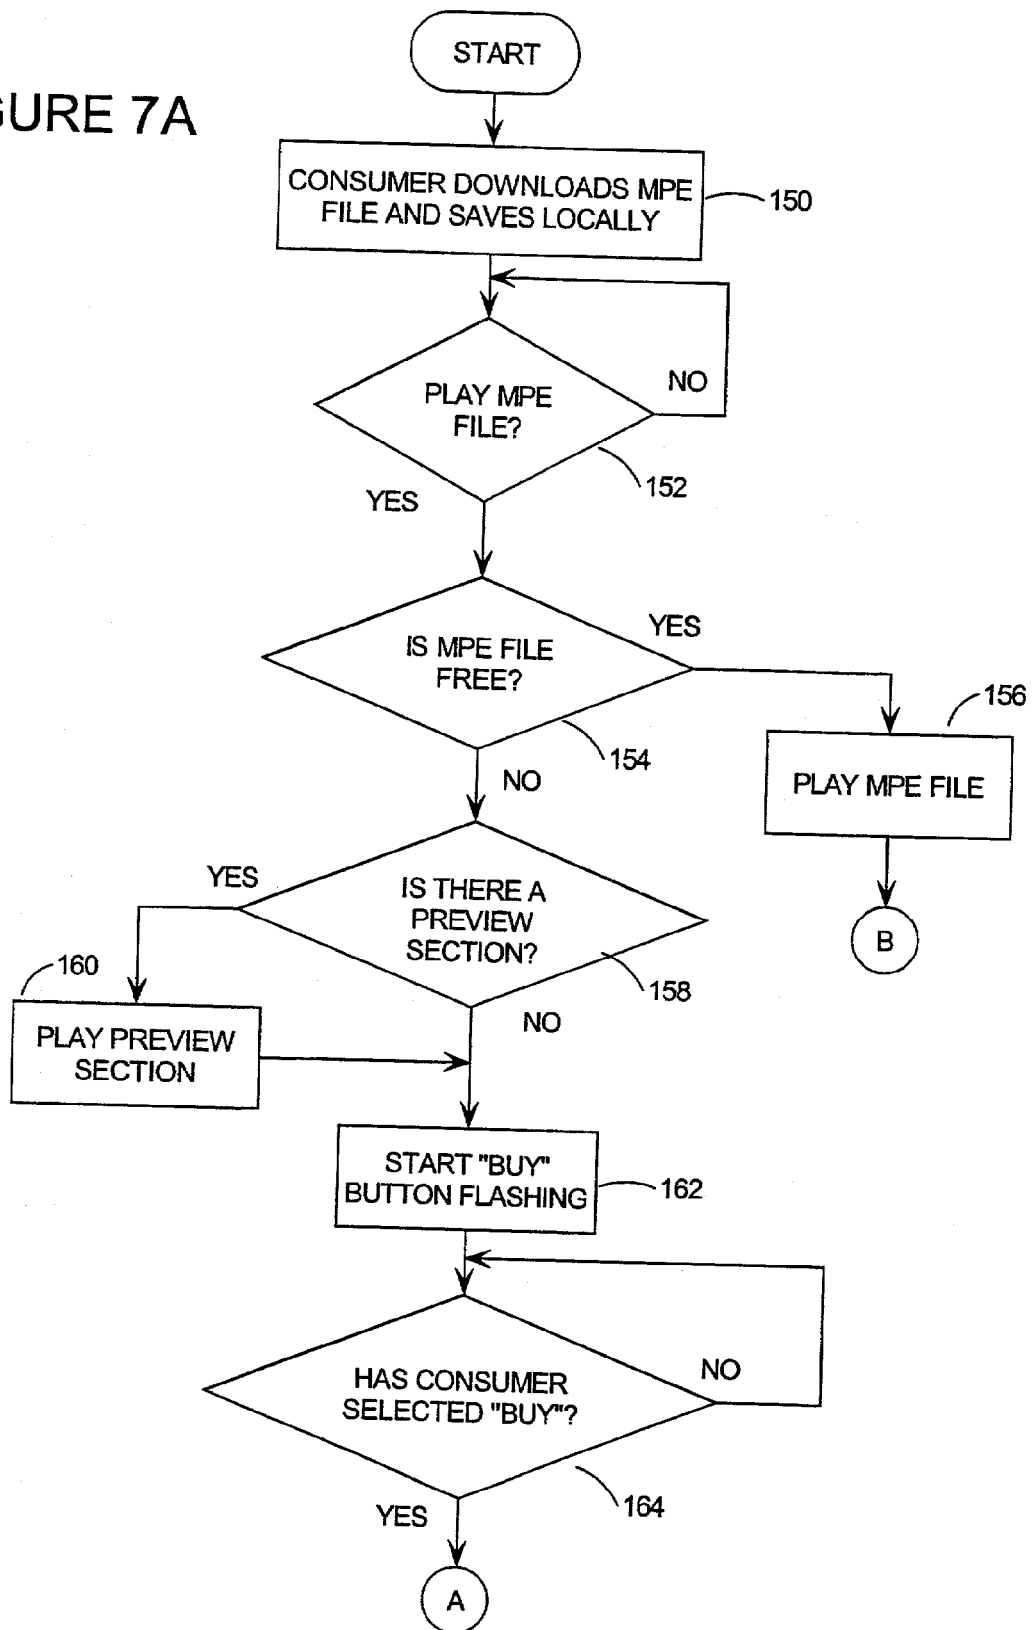 START
GURE 7A
CONSUMER DOWNLOADS MPE
FILE AND SAVES LOCALLY
150
PLAY MPE
FILE?
NO
152
YES
IS MPE FILE
FREE?
YES
154
NO
156
PLAY MPE FILE
B
IS THERE A
PREVIEW
SECTION?
YES
158
NO
160
PLAY PREVIEW
SECTION
START "BUY"
BUTTON FLASHING
162
HAS CONSUMER
SELECTED "BUY"?
NO
164
YES
A